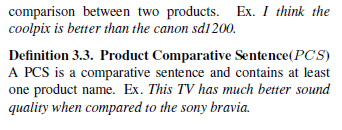 comparison between two products. Ex. I think the
coolpix is better than the canon sd1200.
Definition 3.3. Product Comparative Sentence(PCS)
A PCS is a comparative sentence and contains at least
one product name. Ex. This TV has much better sound
quality when compared to the sony bravia.